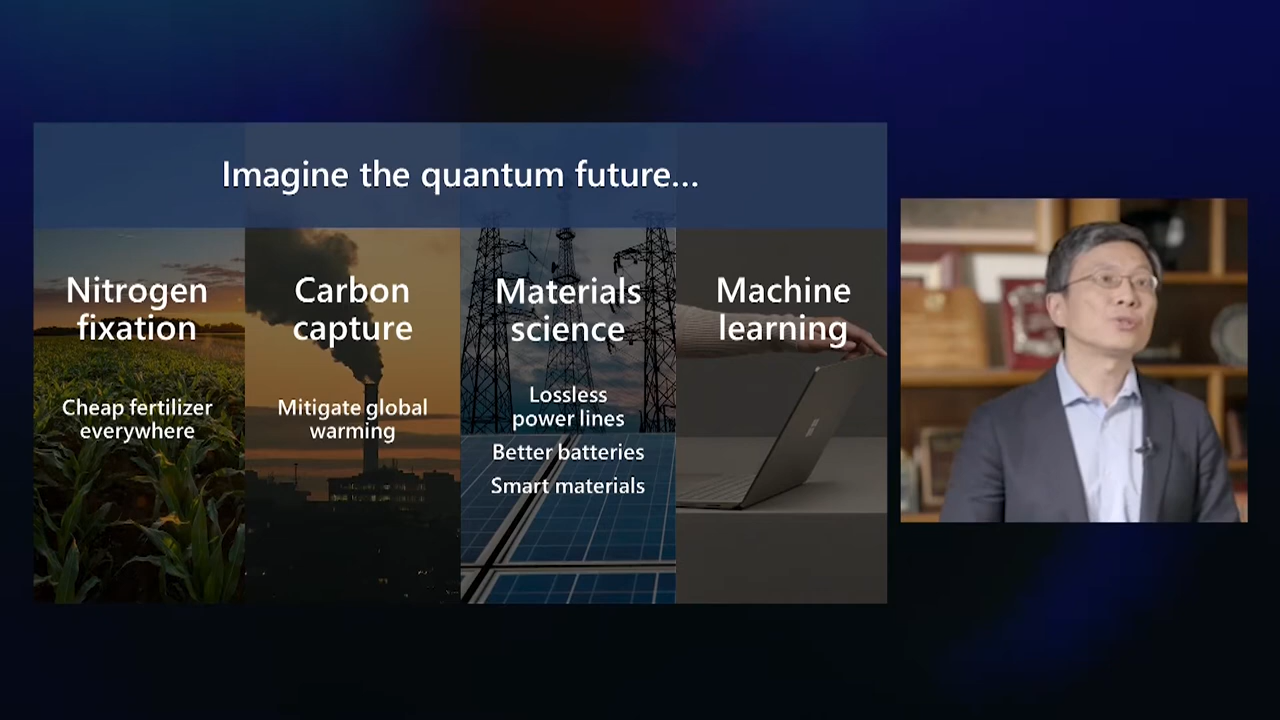 Imagine the quantum future...
Nitrogen
fixation
Cheap fertilizer
everywhere
Carbon
capture
Mitigate global
warming
Materials
science
Lossless
power lines
Better batteries
Smart materials
Machine
learning